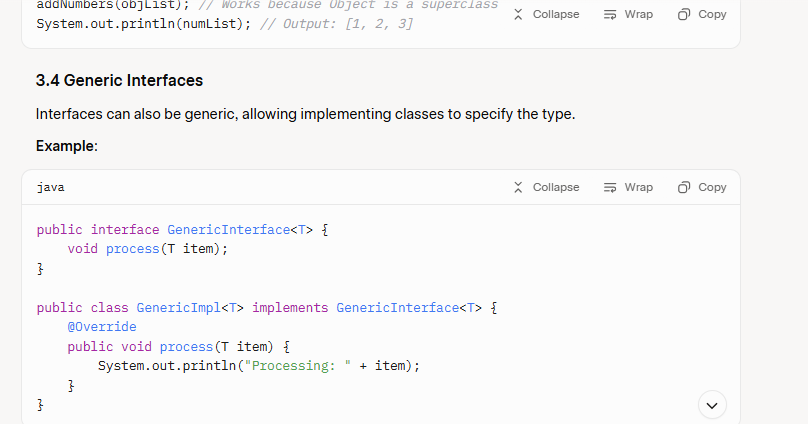 addNumbers(objList); // Works because Object is a superclass
Collapse Wrap Copy
System.out.println(numList); // Output: [1, 2, 3]
3.4 Generic Interfaces
Interfaces can also be generic, allowing implementing classes to specify the type.
Example:
java Collapse Wrap Copy
public interface GenericInterface<T> {
    void process(T item);
}
public class GenericImpl<T> implements GenericInterface<T> {
    @Override
    public void process(T item) {
        System.out.println("Processing: " + item);
    }
}